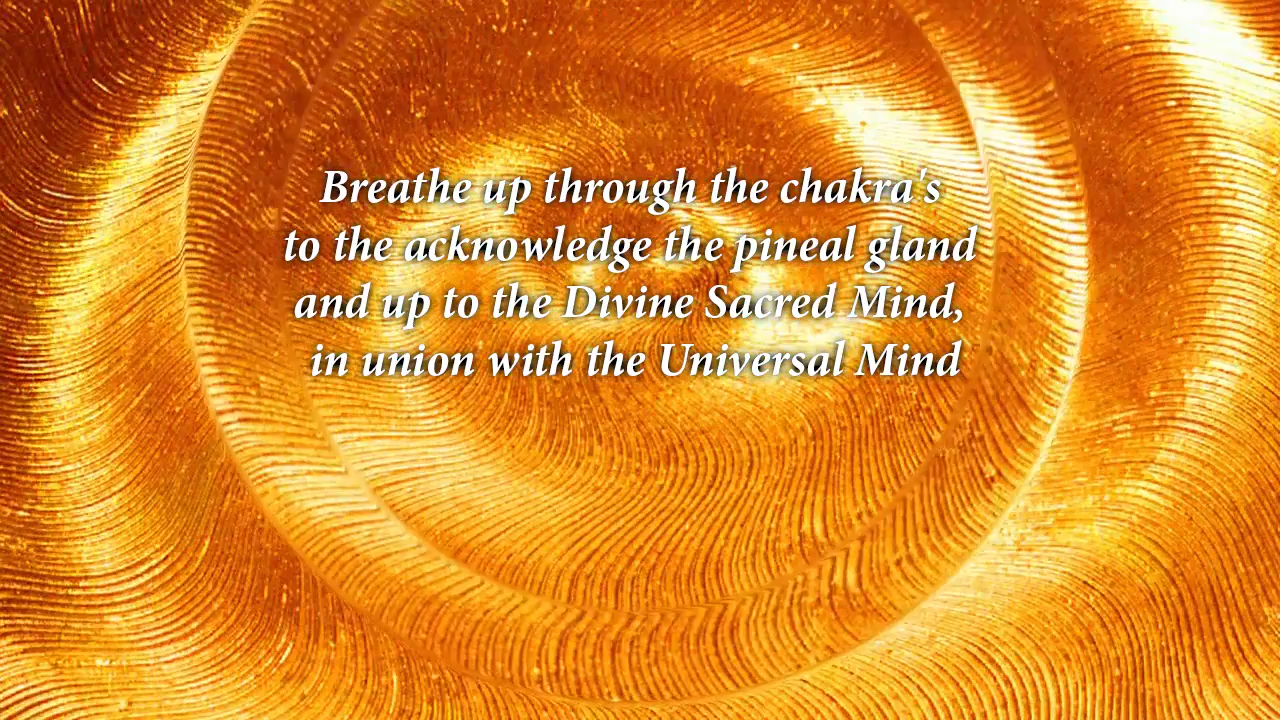 Breathe up through the chakra's
to the acknowledge the pineal gland
and up to the Divine Sacred Mind,
in union with the Universal Mind